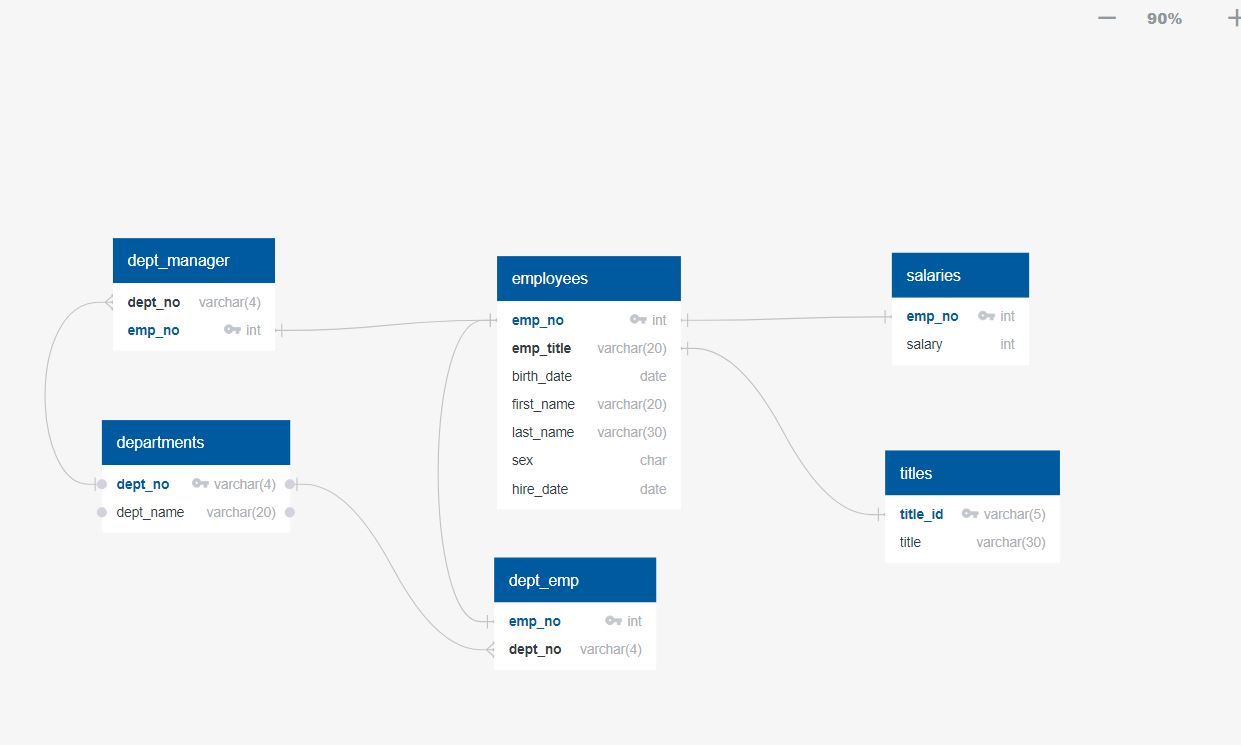 90%
dept_manager
dept_no varchar(4)
emp_no int
employees
emp_no int
emp_title varchar(20)
birth_date date
first_name varchar(20)
last_name varchar(30)
sex char
hire_date date
salaries
emp_no int
salary int
departments
dept_no varchar(4)
dept_name varchar(20)
titles
title_id varchar(5)
title varchar(30)
dept_emp
emp_no int
dept_no varchar(4)